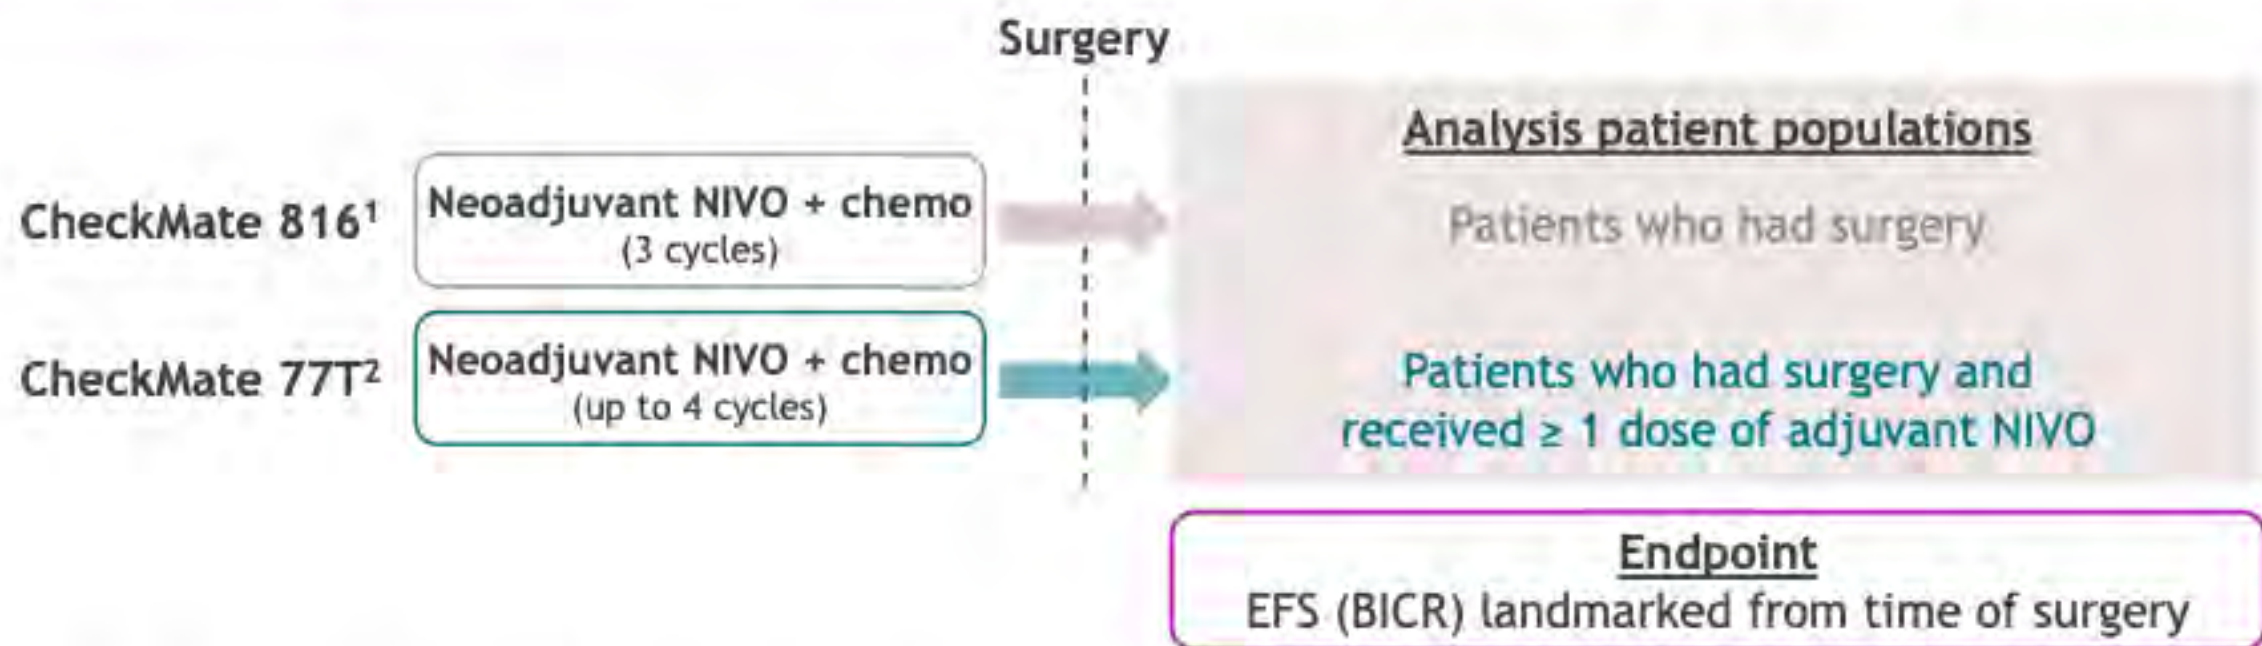 Surgery
Analysis patient populations
CheckMate 816¹
Neoadjuvant NIVO + chemo
(3 cycles)
Patients who had surgery
CheckMate 77T²
Neoadjuvant NIVO + chemo
(up to 4 cycles)
Patients who had surgery and
received ≥ 1 dose of adjuvant NIVO
Endpoint
EFS (BICR) landmarked from time of surgery